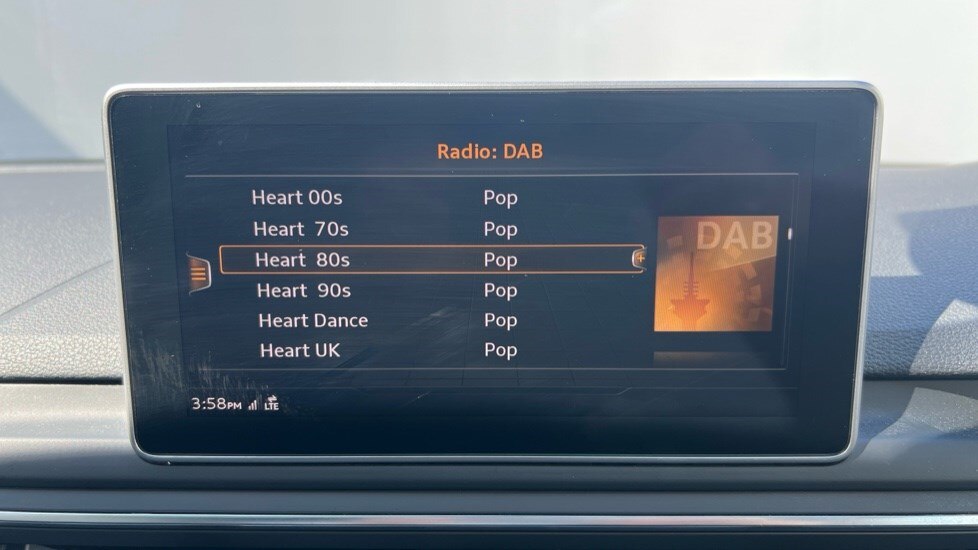 Radio: DAB
Heart 00s Pop
Heart 70s Pop
Heart 80s Pop
Heart 90s Pop
Heart Dance Pop
Heart UK Pop
DAB
3:58PM LTE